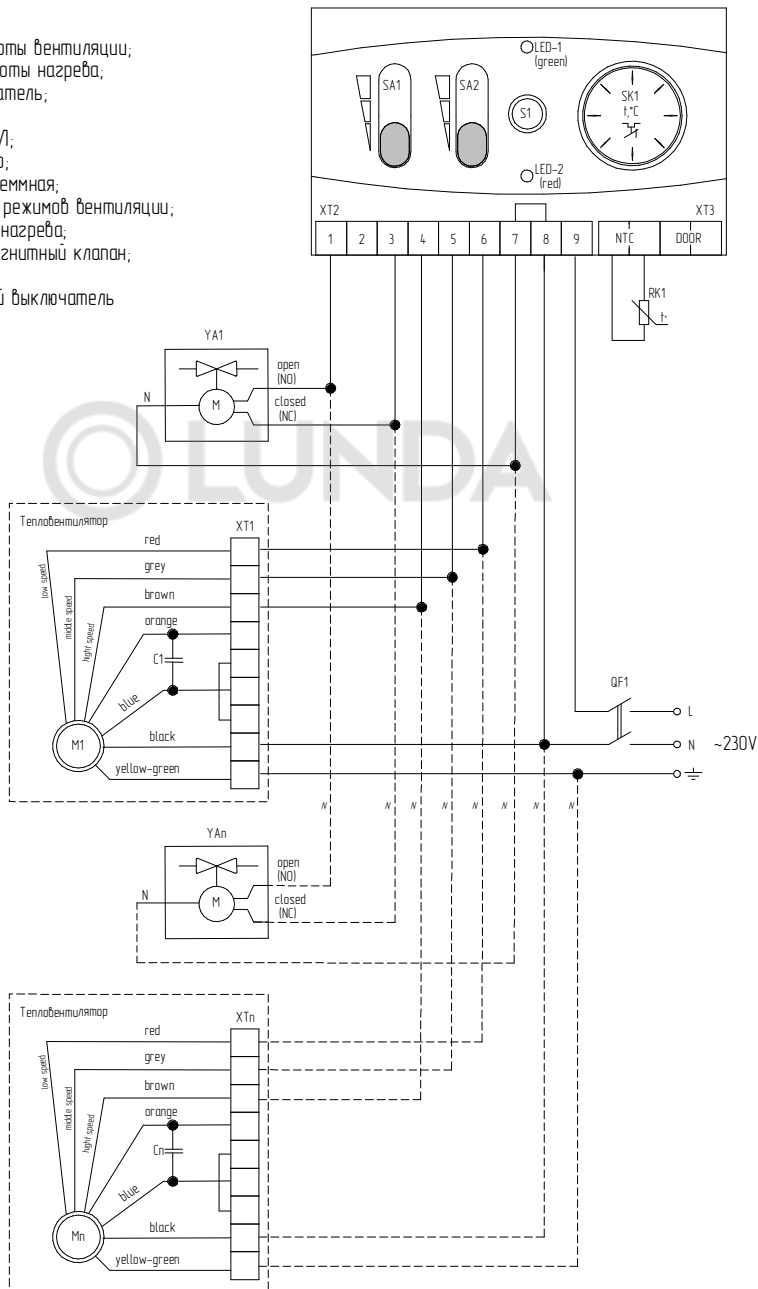 оты вентиляции;
оты нагрева;
атель;
Л;
о;
еммная;
режимов вентиляции;
нагрева;
гнитный клапан;
й выключатель
LED-1
(green)
SA1
SA2
S1
SK1
t,°C
LED-2
(red)
XT2
XT3
1 2 3 4 5 6 7 8 9 NTC DOOR
RK1
t°
YA1
open
(NO)
N
M
closed
(NC)
LUNDA
Тепловентилятор
XT1
red
grey
brown
orange
blue
black
yellow-green
low speed
middle speed
hight speed
C1
M1
QF1
L
N ~230V
N N N N N N N N
YAn
open
(NO)
N
M
closed
(NC)
Тепловентилятор
XTn
red
grey
brown
orange
blue
black
yellow-green
low speed
middle speed
hight speed
Cn
Mn